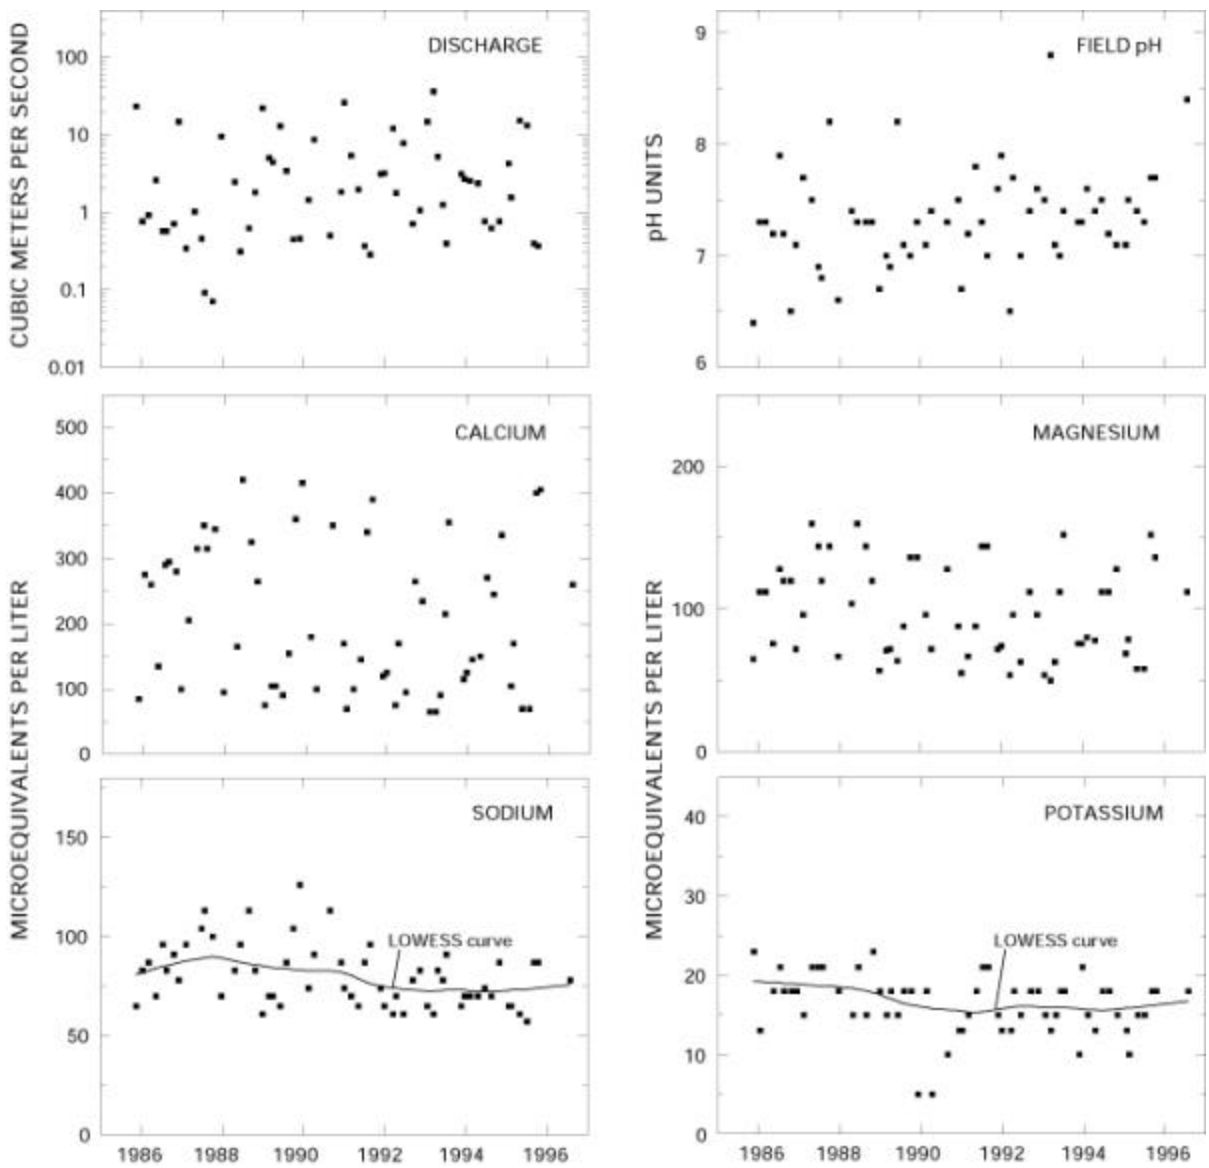 CUBIC METERS PER SECOND
DISCHARGE
100
10
1
0.1
0.01
1986 1988 1990 1992 1994 1996
pH UNITS
FIELD pH
9
8
7
6
1986 1988 1990 1992 1994 1996
MICROEQUIVALENTS PER LITER
CALCIUM
500
400
300
200
100
0
MICROEQUIVALENTS PER LITER
MAGNESIUM
200
100
0
SODIUM
150
100
50
0
LOWESS curve
POTASSIUM
40
30
20
10
0
LOWESS curve